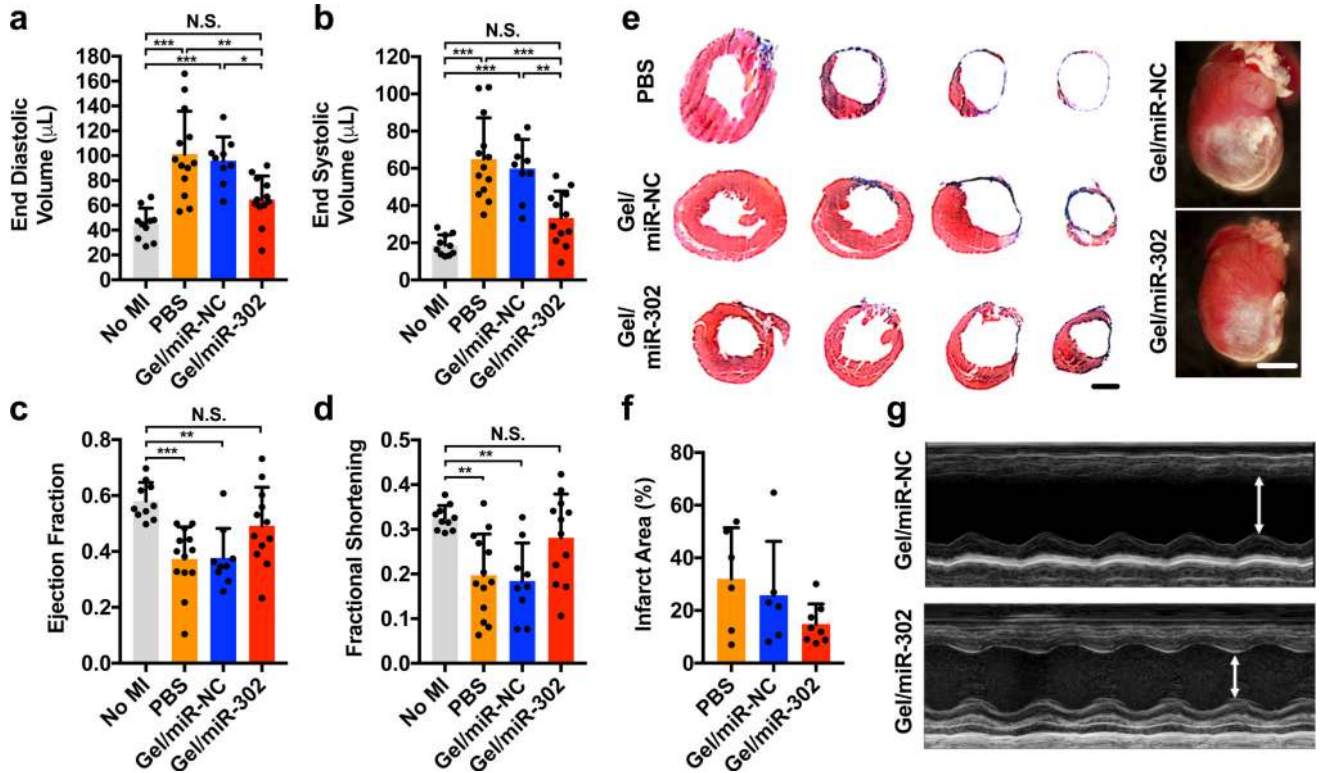 a
N.S.
*** **
*** *
End Diastolic
Volume (μL)
180
160
140
120
100
80
60
40
20
0
No MI
PBS
Gel/miR-NC
Gel/miR-302
b
N.S.
*** ***
*** **
End Systolic
Volume (μL)
120
100
80
60
40
20
0
No MI
PBS
Gel/miR-NC
Gel/miR-302
e
PBS
Gel/
miR-NC
Gel/
miR-302
Gel/miR-NC
Gel/miR-302
c
N.S.
**
***
Ejection Fraction
0.8
0.6
0.4
0.2
0.0
No MI
PBS
Gel/miR-NC
Gel/miR-302
d
N.S.
**
**
Fractional Shortening
0.5
0.4
0.3
0.2
0.1
0.0
No MI
PBS
Gel/miR-NC
Gel/miR-302
f
Infarct Area (%)
80
60
40
20
0
PBS
Gel/miR-NC
Gel/miR-302
g
Gel/miR-NC
Gel/miR-302